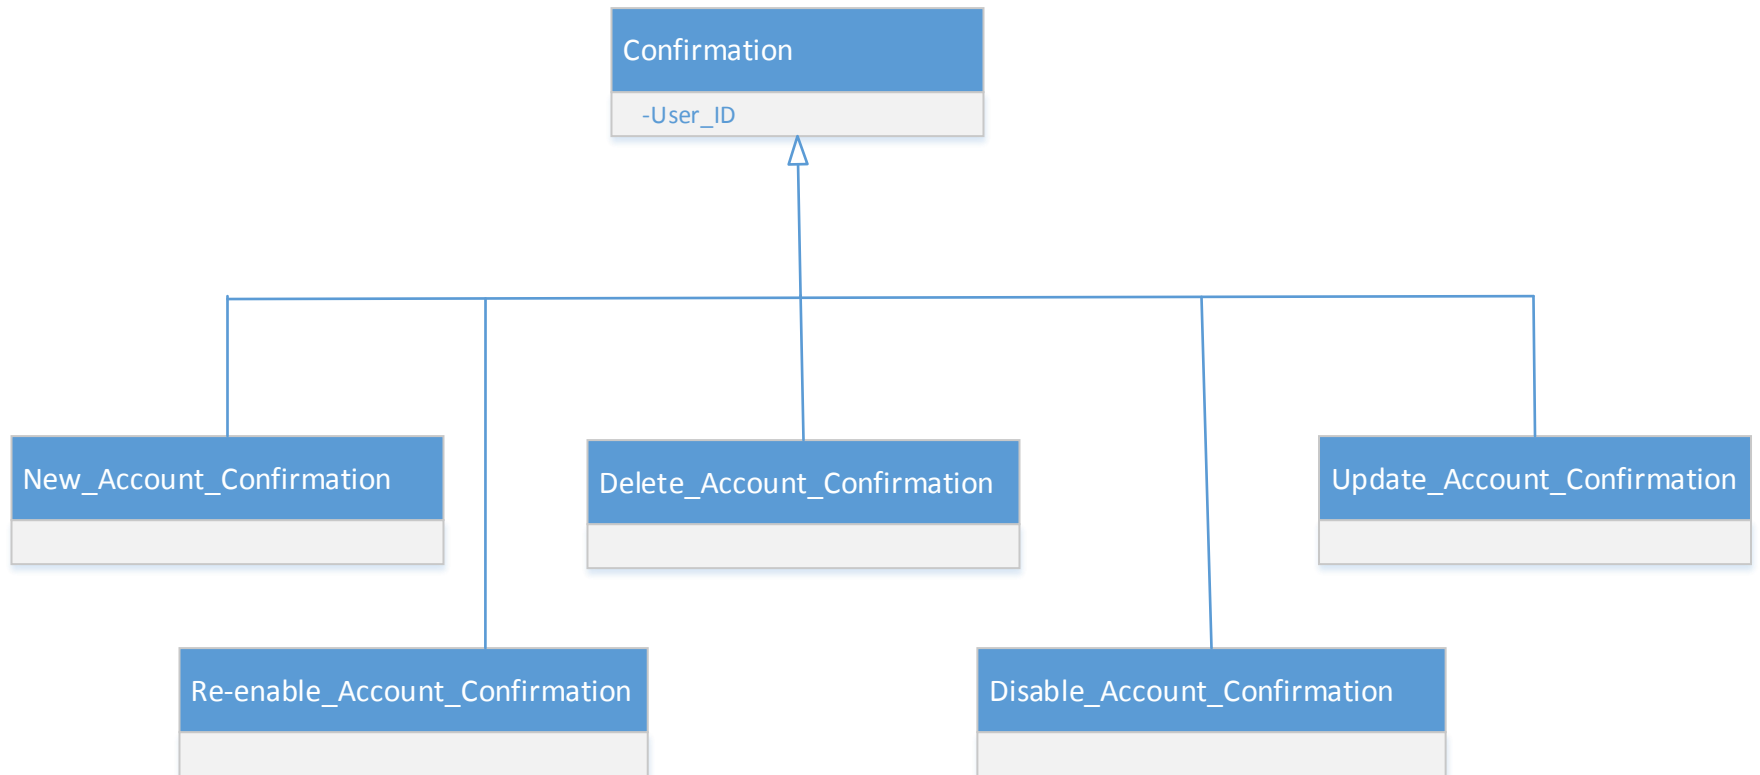 Confirmation
-User_ID
New_Account_Confirmation
Delete_Account_Confirmation
Update_Account_Confirmation
Re-enable_Account_Confirmation
Disable_Account_Confirmation